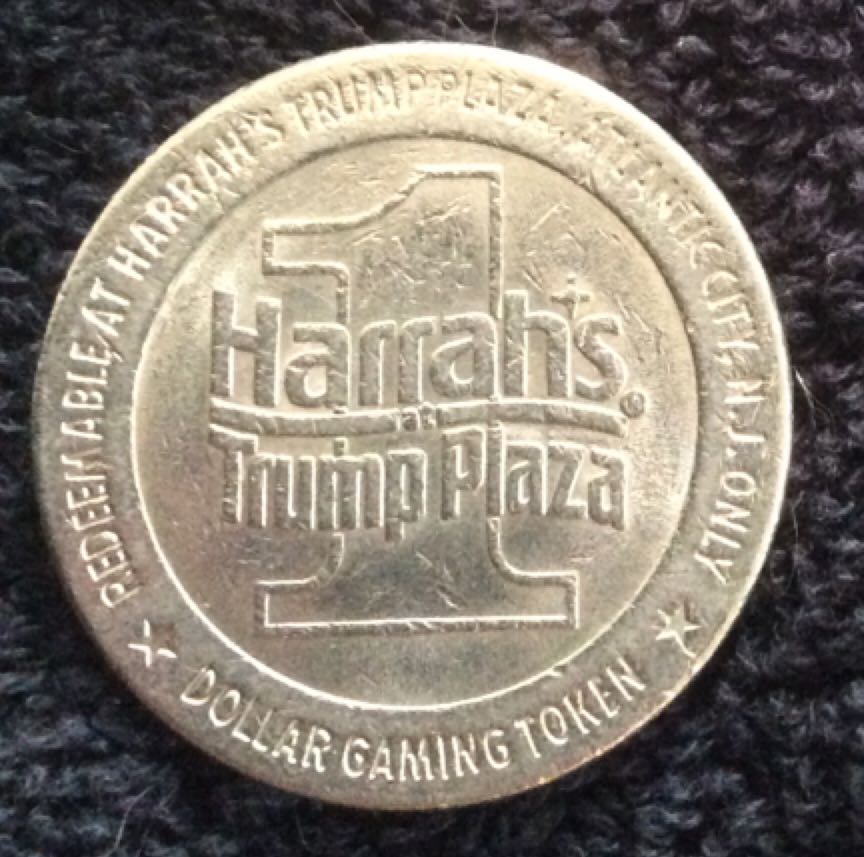 REDEEMABLE AT HARRAH'S TRUMP PLAZA, ATLANTIC CITY, N.J. ONLY
1
Harrah's®
at
Trump Plaza
DOLLAR GAMING TOKEN